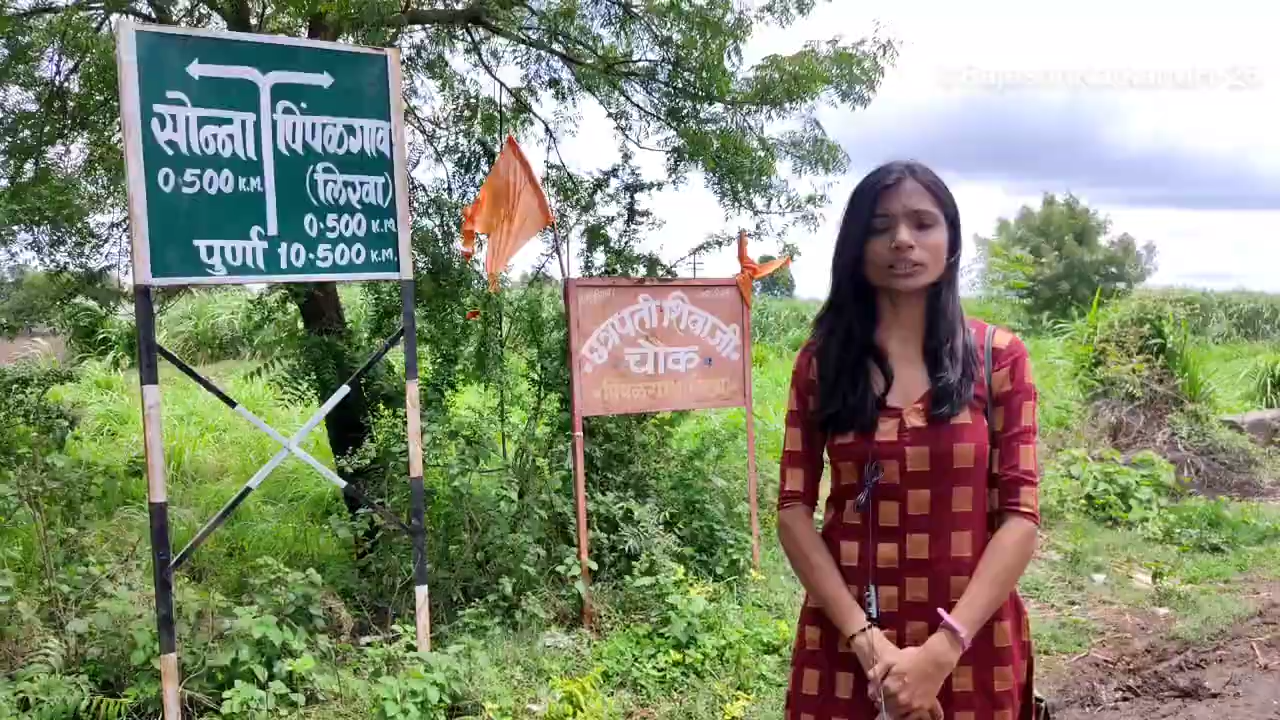 सोन्ना
0.500 K.M.
पिंपळगाव
(लिखा)
0.500 K.M.
पुर्णा 10.500 K.M.
छत्रपती शिवाजी
चौक